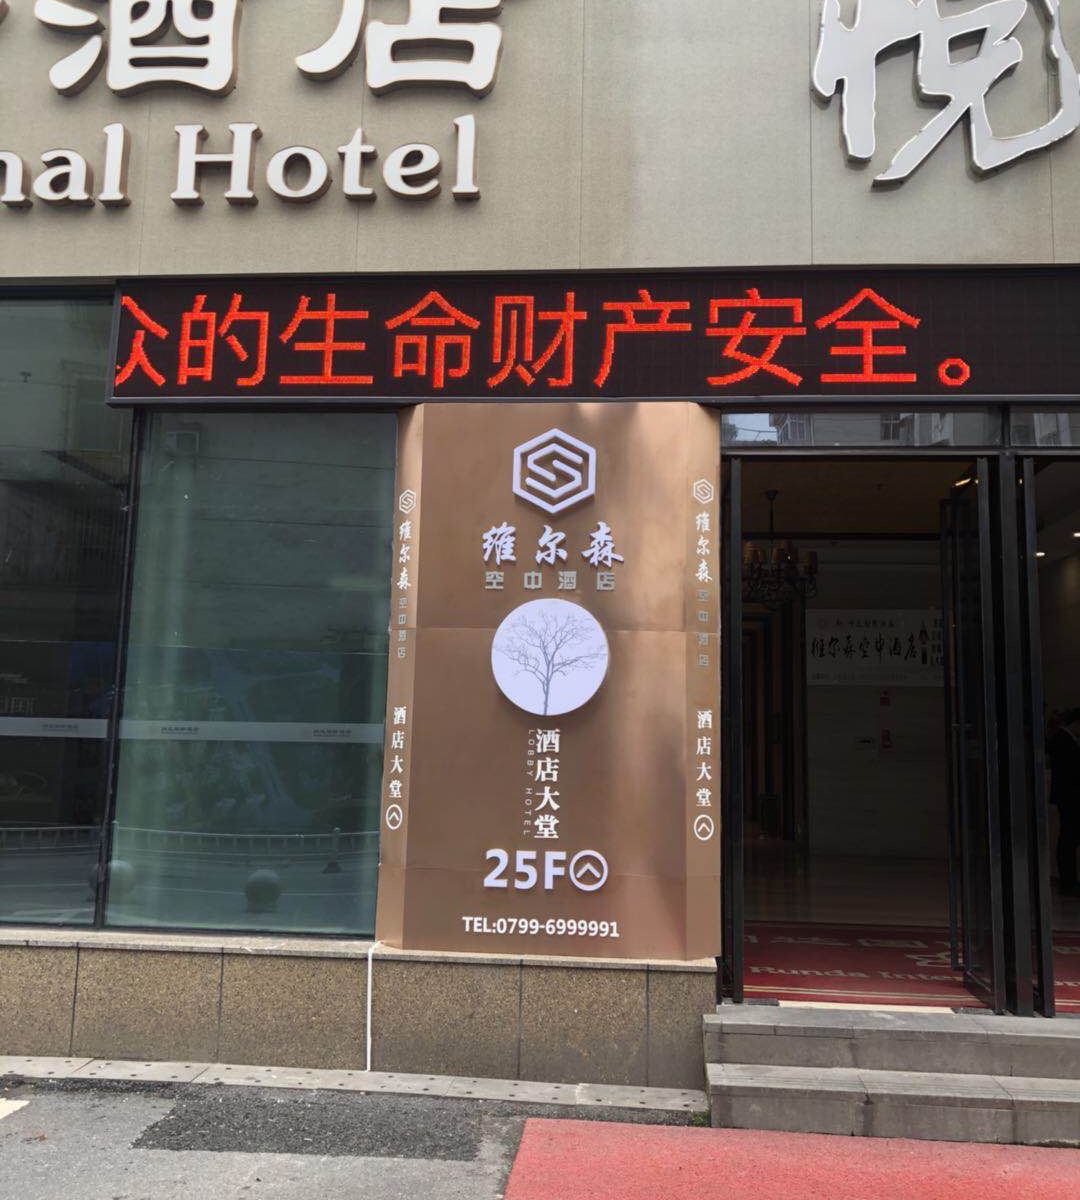 酒店
nal Hotel
悦
众的生命财产安全。
维尔森
空中酒店
酒店大堂
LOBBY HOTEL
25F
TEL:0799-6999991
维尔森
空中酒店
酒店大堂
维尔森
空中酒店
酒店大堂
维尔森空中酒店
Runda Inter